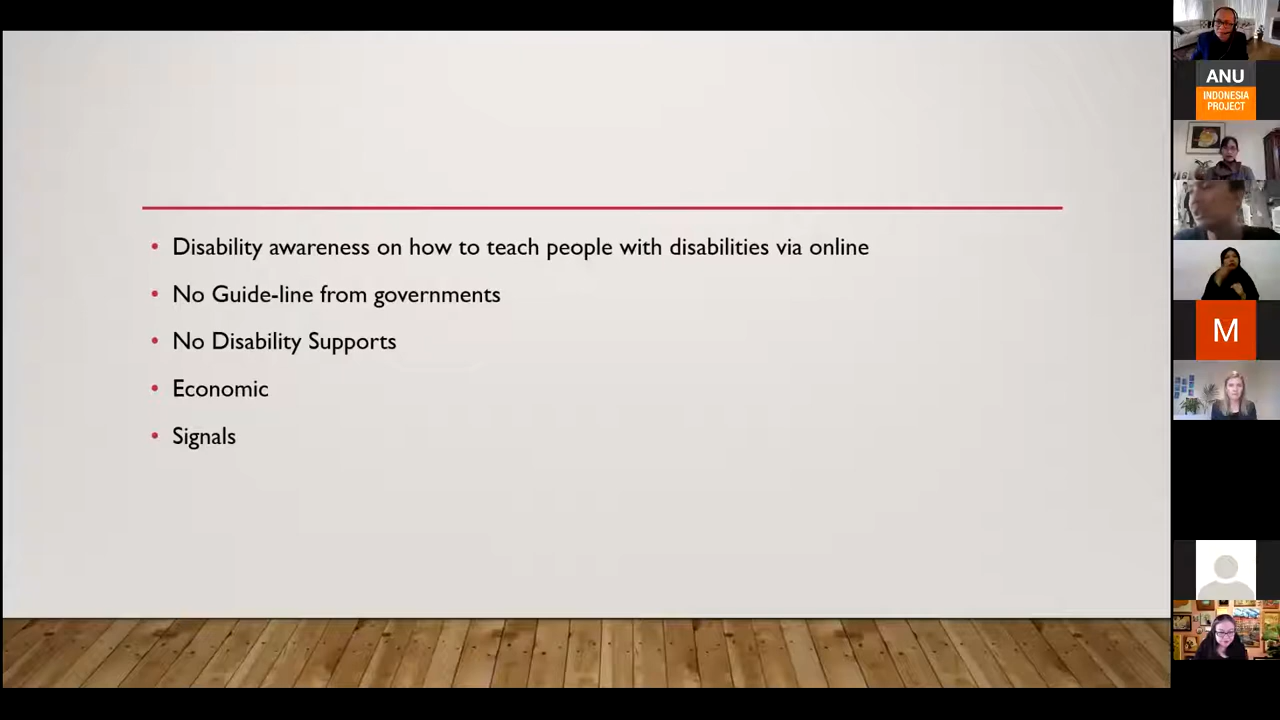 Disability awareness on how to teach people with disabilities via online
No Guide-line from governments
No Disability Supports
Economic
Signals
ANU
INDONESIA
PROJECT
M